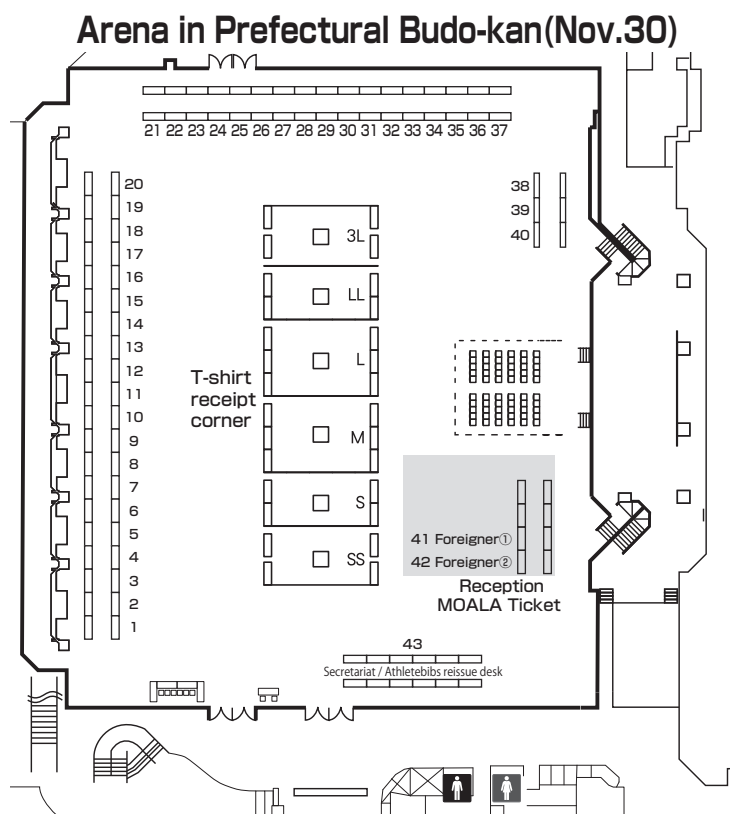 Arena in Prefectural Budo-kan(Nov.30)
21 22 23 24 25 26 27 28 29 30 31 32 33 34 35 36 37
20
19
18
17
16
15
14
13
12
11
10
9
8
7
6
5
4
3
2
1
38
39
40
3L
LL
L
M
S
SS
T-shirt
receipt
corner
41 Foreigner①
42 Foreigner②
Reception
MOALA Ticket
43
Secretariat / Athletebibs reissue desk